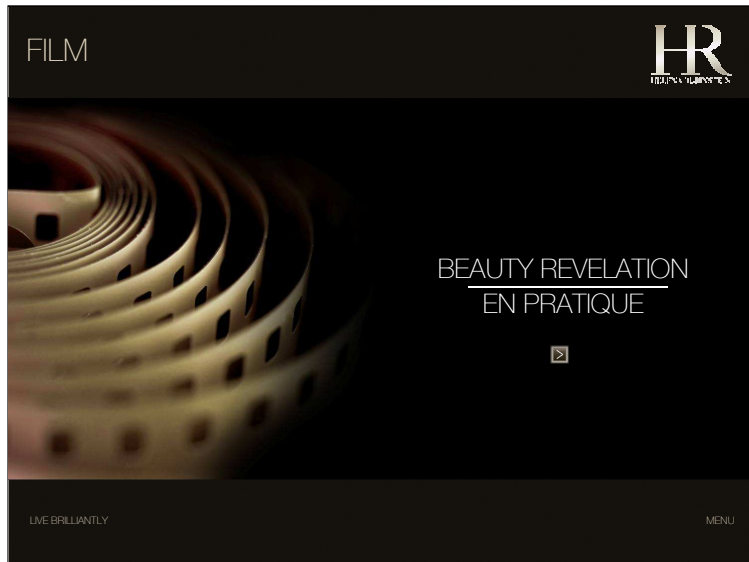 FILM
HR
BEAUTY REVELATION
EN PRATIQUE
LIVE BRILLIANTLY
MENU